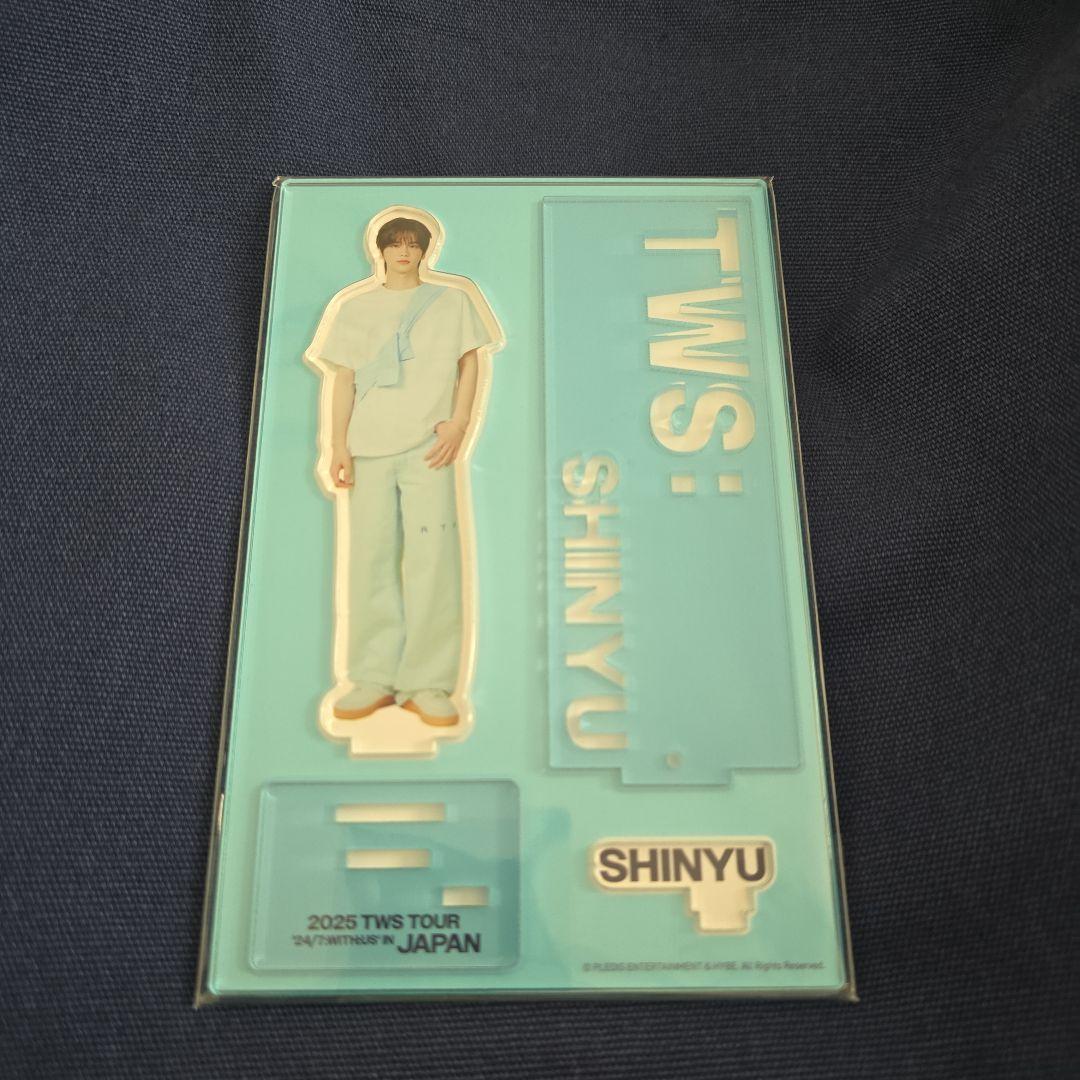 TWS:
SHINYU
R T
2025 TWS TOUR
'24/7:WITH:US' IN JAPAN
SHINYU
© PLEDIS ENTERTAINMENT & HYBE. All Rights Reserved.